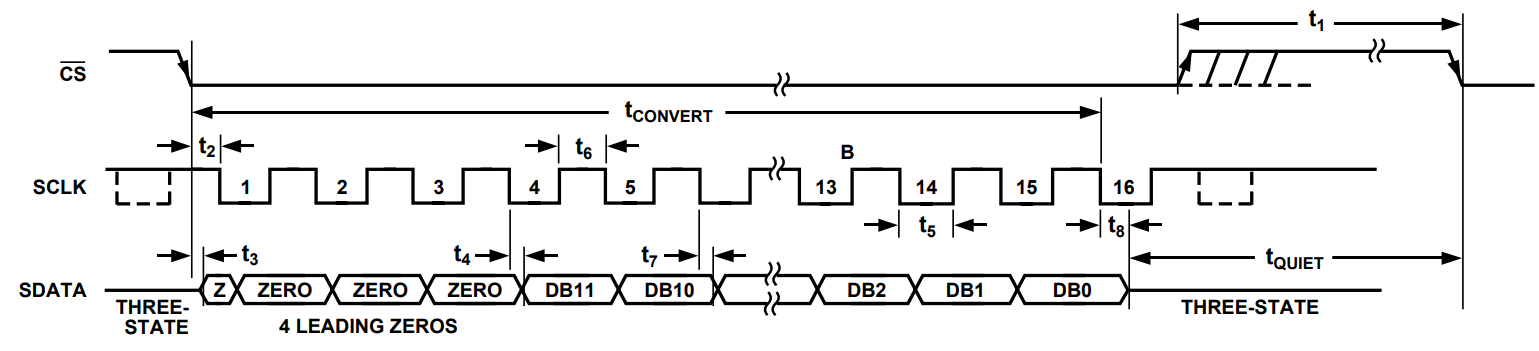 t1
CS
tCONVERT
t2
t6
B
SCLK
1 2 3 4 5 13 14 15 16
t5
t8
t3
t4
t7
tQUIET
SDATA
Z ZERO ZERO ZERO DB11 DB10 DB2 DB1 DB0
THREE-
STATE
4 LEADING ZEROS
THREE-STATE